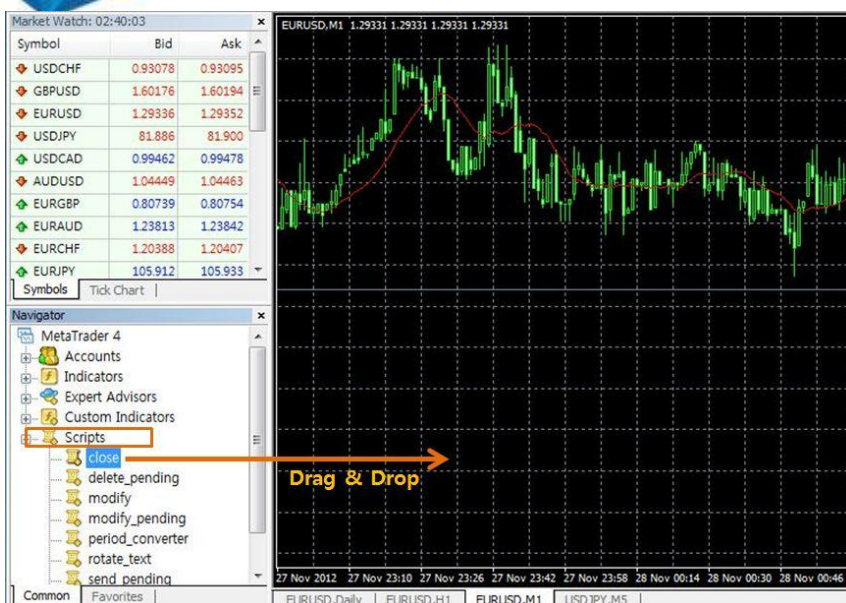 Market Watch: 02:40:03
Symbol Bid Ask
USDCHF 0.93078 0.93095
GBPUSD 1.60176 1.60194
EURUSD 1.29336 1.29352
USDJPY 81.886 81.900
USDCAD 0.99462 0.99478
AUDUSD 1.04449 1.04463
EURGBP 0.80739 0.80754
EURAUD 1.23813 1.23842
EURCHF 1.20388 1.20407
EURJPY 105.912 105.933
Symbols Tick Chart
Navigator
MetaTrader 4
Accounts
Indicators
Expert Advisors
Custom Indicators
Scripts
close
delete_pending
modify
modify_pending
period_converter
rotate_text
send_pending
Common Favorites
EURUSD,M1 1.29331 1.29331 1.29331 1.29331
Drag & Drop
27 Nov 2012 27 Nov 23:10 27 Nov 23:26 27 Nov 23:42 27 Nov 23:58 28 Nov 00:14 28 Nov 00:30 28 Nov 00:46
EURUSD,Daily EURUSD,H1 EURUSD,M1 USDJPY,M5